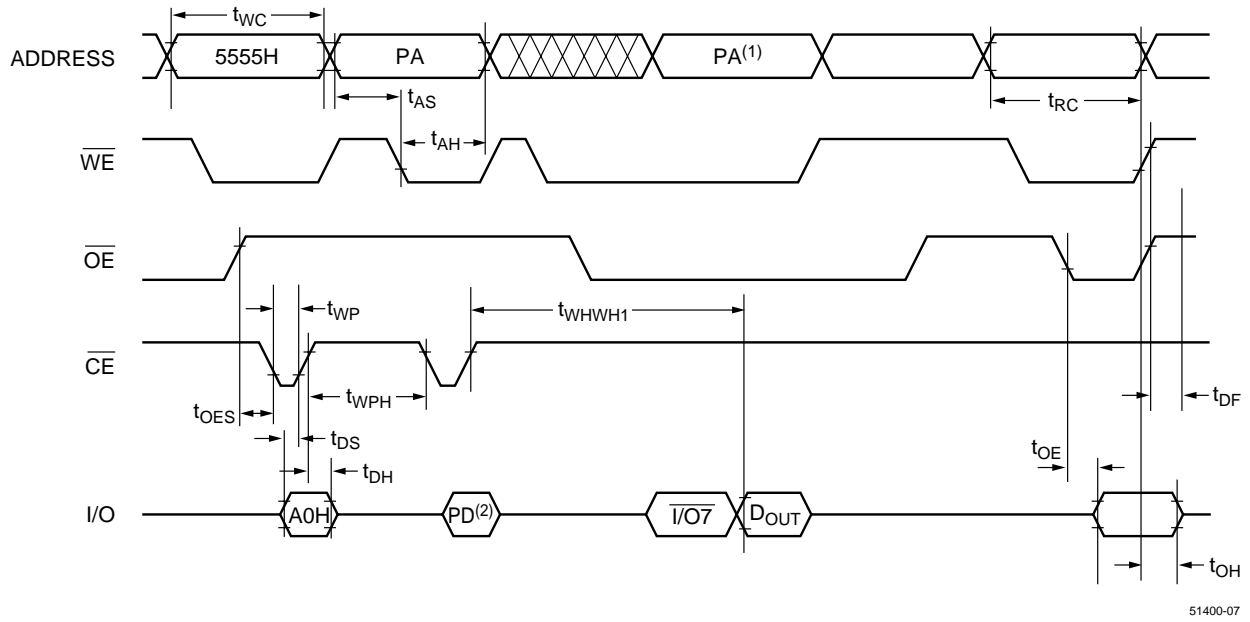 tWC
ADDRESS 5555H PA PA(1)
tAS tRC
tAH
WE
OE
tWP tWHWH1
CE
tWPH
tOES tDF
tDS tOE
tDH
I/O A0H PD(2) I/O7 DOUT
tOH
51400-07